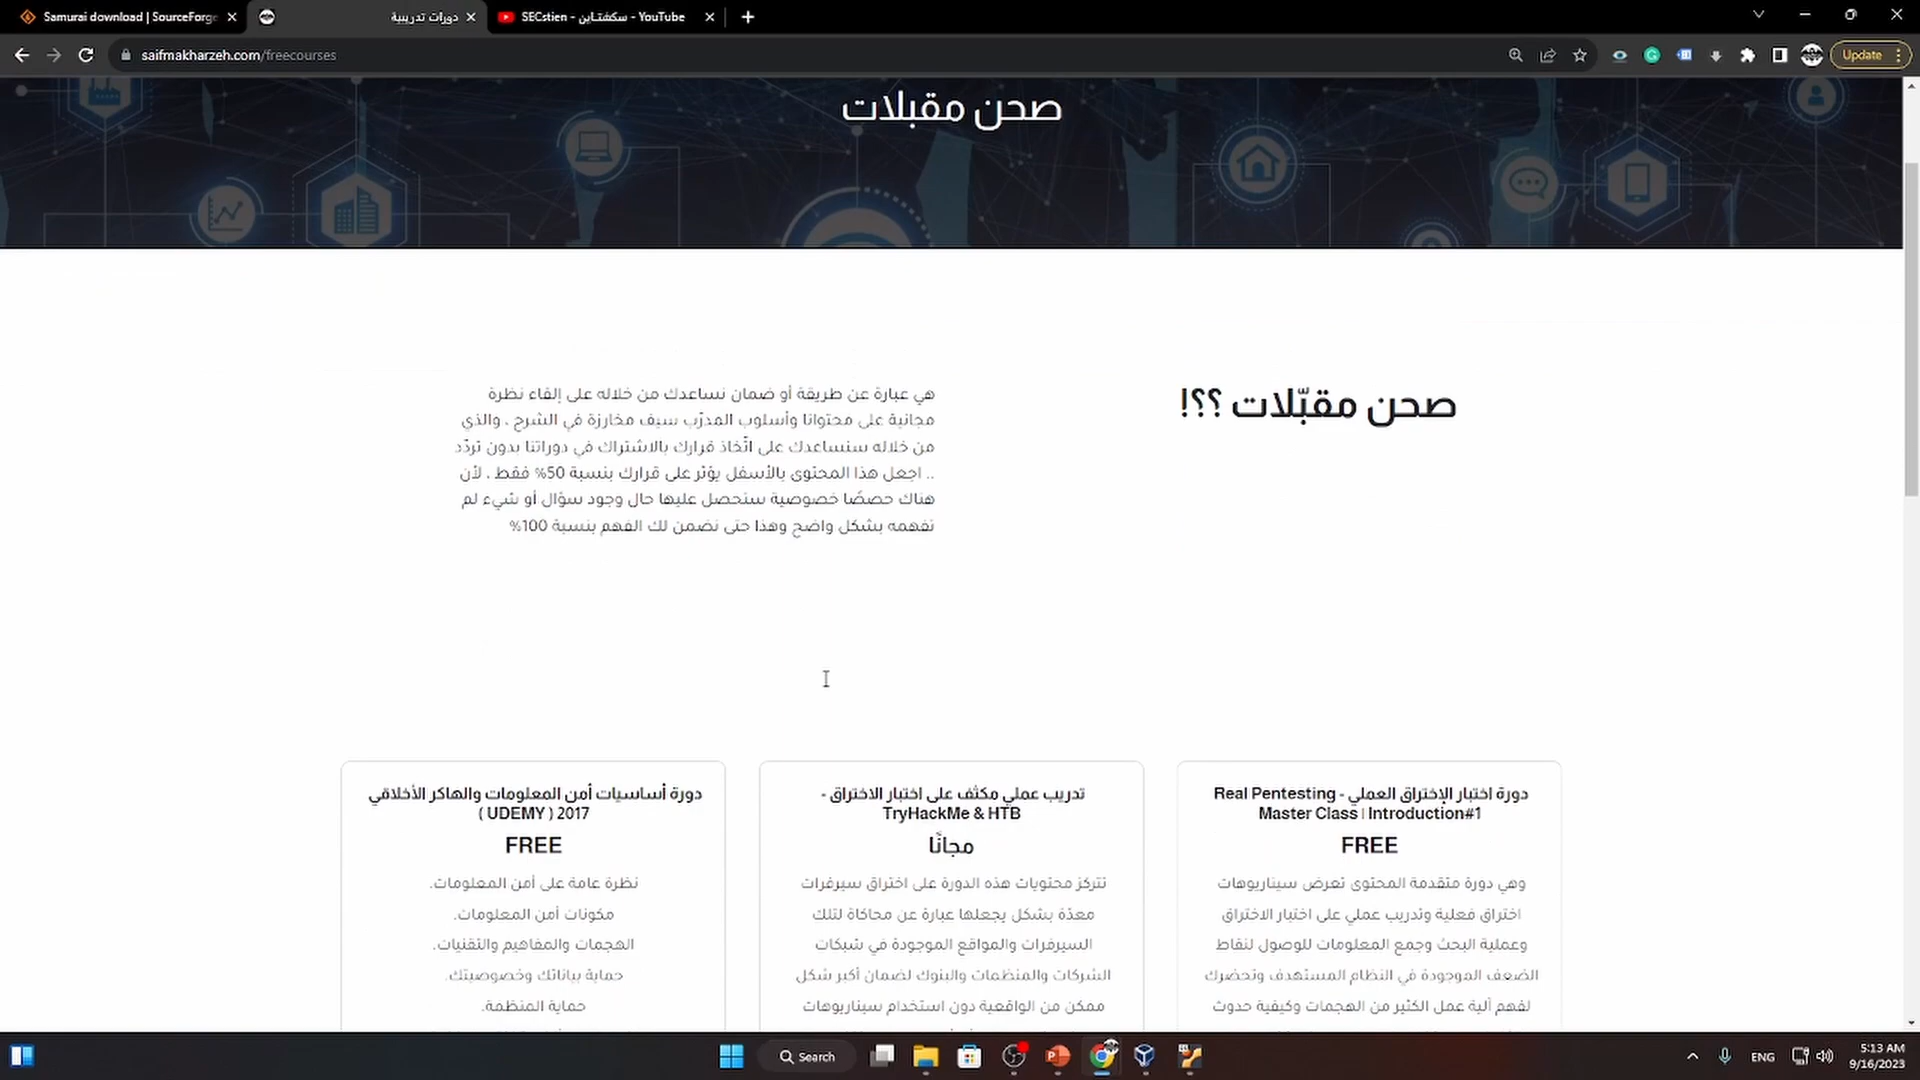 Samurai download | SourceForge
دورات تدريبية
SECstien - سكشتاين - YouTube
saifmakharzeh.com/freecourses
Update
صحن مقبلات
صحن مقبّلات ؟؟!
هي عبارة عن طريقة أو ضمان نساعدك من خلاله على إلقاء نظرة
مجانية على محتوانا وأسلوب المدرّب سيف مخارزة في الشرح ، والذي
من خلاله سنساعدك على اتّخاذ قرارك بالاشتراك في دوراتنا بدون تردّد
.. اجعل هذا المحتوى بالأسفل يؤثر على قرارك بنسبة 50% فقط ، لأن
هناك حصصًا خصوصية ستحصل عليها حال وجود سؤال أو شيء لم
تفهمه بشكل واضح وهذا حتى نضمن لك الفهم بنسبة 100%
دورة اختبار الإختراق العملي - Real Pentesting
Master Class | Introduction#1
FREE
وهي دورة متقدمة المحتوى تعرض سيناريوهات
اختراق فعلية وتدريب عملي على اختبار الاختراق
وعملية البحث وجمع المعلومات للوصول لنقاط
الضعف الموجودة في النظام المستهدف وتحضرك
لفهم آلية عمل الكثير من الهجمات وكيفية حدوث
تدريب عملي مكثّف على اختبار الاختراق -
TryHackMe & HTB
مجانًا
تتركز محتويات هذه الدورة على اختراق سيرفرات
معدّة بشكل يجعلها عبارة عن محاكاة لتلك
السيرفرات والمواقع الموجودة في شبكات
الشركات والمنظمات والبنوك لضمان أكبر شكل
ممكن من الواقعية دون استخدام سيناريوهات
دورة أساسيات أمن المعلومات والهاكر الأخلاقي
2017 ( UDEMY )
FREE
نظرة عامة على أمن المعلومات.
مكونات أمن المعلومات.
الهجمات والمفاهيم والتقنيات.
حماية بياناتك وخصوصيتك.
حماية المنظمة.
Search
ENG
5:13 AM
9/16/2023